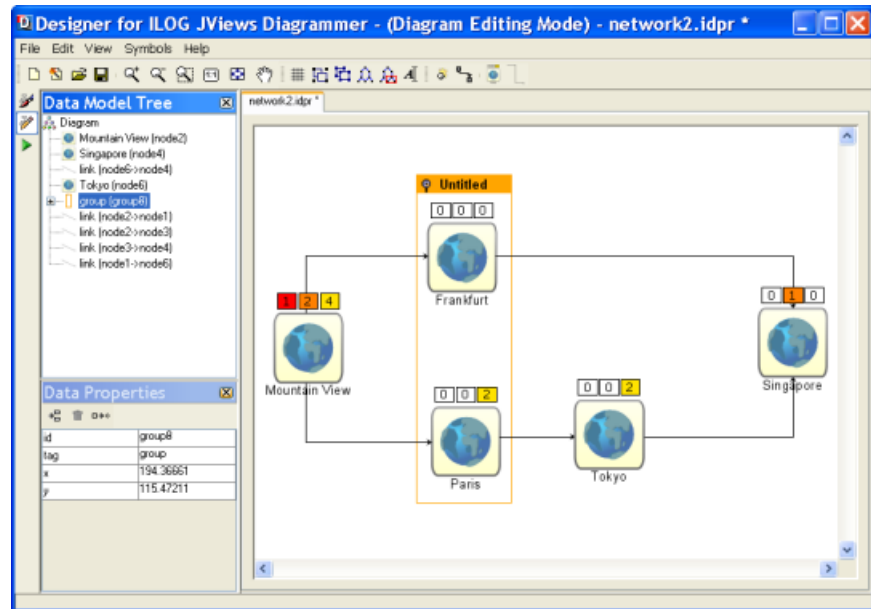 Designer for ILOG JViews Diagrammer - (Diagram Editing Mode) - network2.idpr *
File Edit View Symbols Help
Data Model Tree
Diagram
Mountain View (node2)
Singapore (node4)
link (node6->node4)
Tokyo (node6)
group (group8)
link (node2->node1)
link (node2->node3)
link (node3->node4)
link (node1->node6)
Data Properties
id group8
tag group
x 194.36661
y 115.47211
network2.idpr *
Untitled
0 0 0
Frankfurt
1 2 4
Mountain View
0 1 0
Singapore
0 0 2
Paris
0 0 2
Tokyo